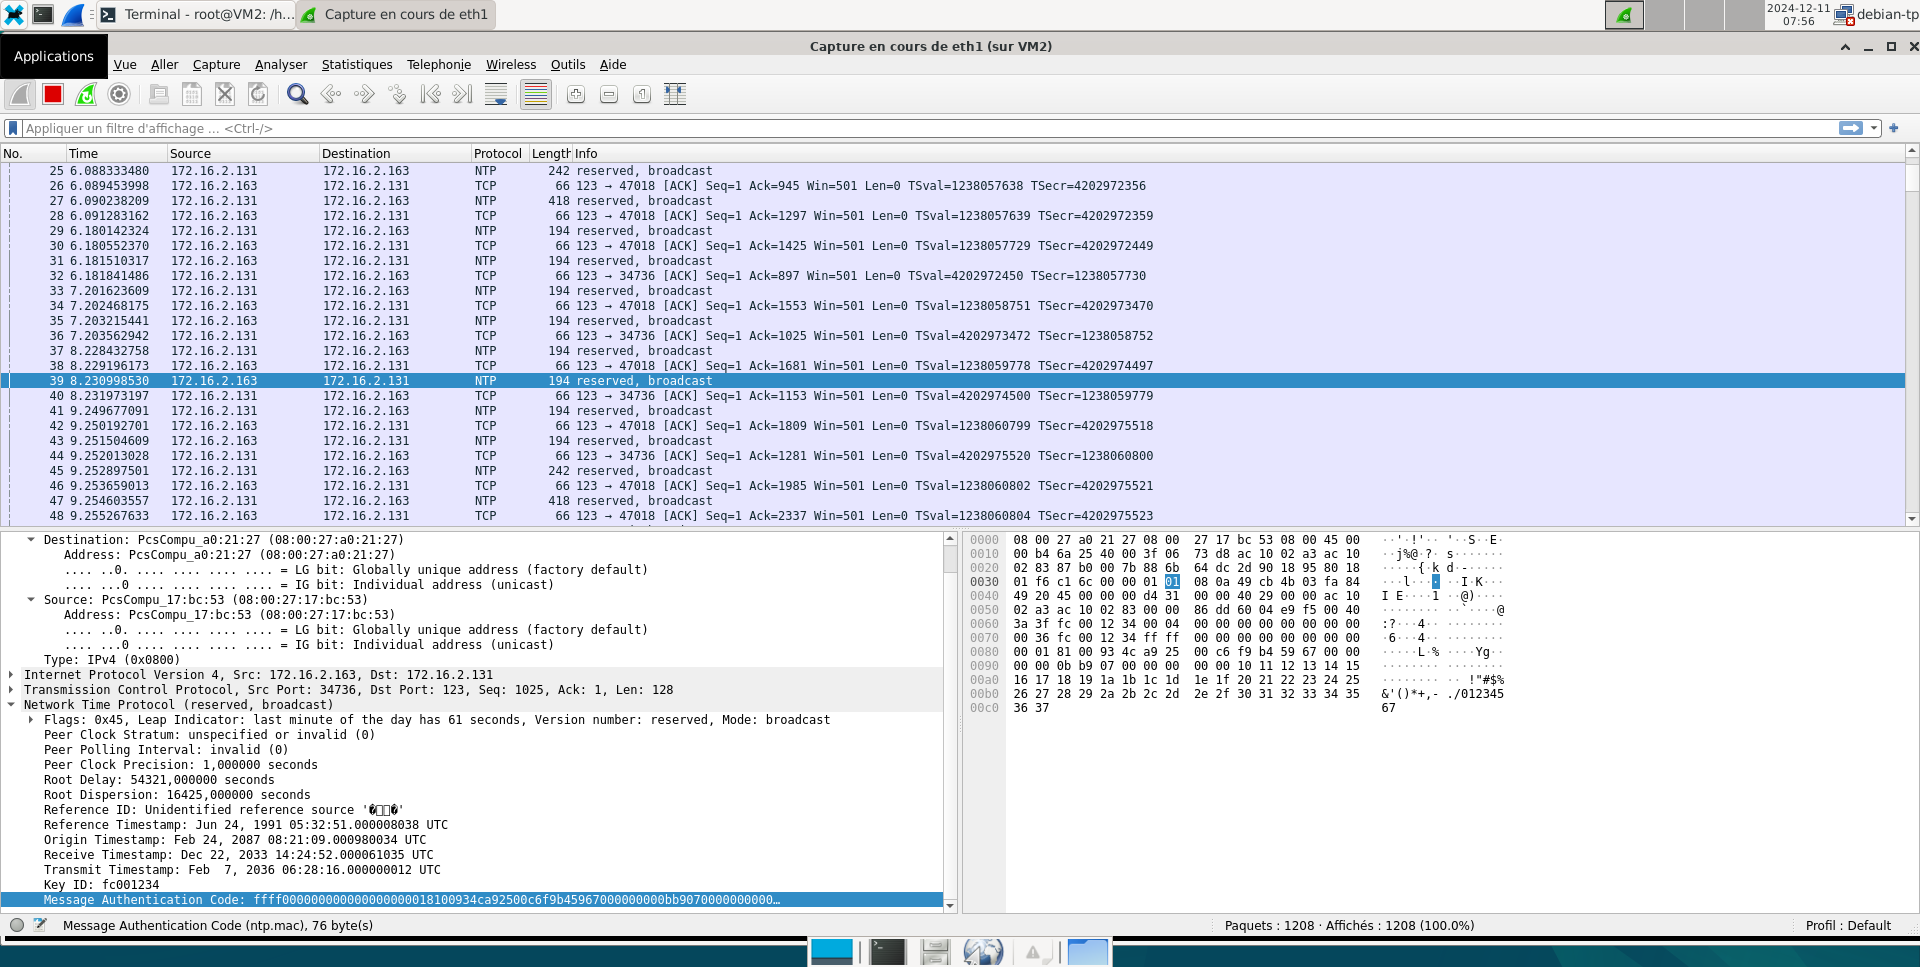 Terminal - root@VM2: /h...
Capture en cours de eth1
2024-12-11
07:56
debian-tp
Capture en cours de eth1 (sur VM2)
Applications
Vue Aller Capture Analyser Statistiques Telephonie Wireless Outils Aide
Appliquer un filtre d'affichage ... <Ctrl-/>
No. Time Source Destination Protocol Length Info
25 6.088333480 172.16.2.131 172.16.2.163 NTP 242 reserved, broadcast
26 6.089453998 172.16.2.163 172.16.2.131 TCP 66 123 → 47018 [ACK] Seq=1 Ack=945 Win=501 Len=0 TSval=1238057638 TSecr=4202972356
27 6.090238209 172.16.2.131 172.16.2.163 NTP 418 reserved, broadcast
28 6.091283162 172.16.2.163 172.16.2.131 TCP 66 123 → 47018 [ACK] Seq=1 Ack=1297 Win=501 Len=0 TSval=1238057639 TSecr=4202972359
29 6.180142324 172.16.2.131 172.16.2.163 NTP 194 reserved, broadcast
30 6.180552370 172.16.2.163 172.16.2.131 TCP 66 123 → 47018 [ACK] Seq=1 Ack=1425 Win=501 Len=0 TSval=1238057729 TSecr=4202972449
31 6.181510317 172.16.2.163 172.16.2.131 NTP 194 reserved, broadcast
32 6.181841486 172.16.2.131 172.16.2.163 TCP 66 123 → 34736 [ACK] Seq=1 Ack=897 Win=501 Len=0 TSval=4202972450 TSecr=1238057730
33 7.201623609 172.16.2.131 172.16.2.163 NTP 194 reserved, broadcast
34 7.202468175 172.16.2.163 172.16.2.131 TCP 66 123 → 47018 [ACK] Seq=1 Ack=1553 Win=501 Len=0 TSval=1238058751 TSecr=4202973470
35 7.203215441 172.16.2.163 172.16.2.131 NTP 194 reserved, broadcast
36 7.203562942 172.16.2.131 172.16.2.163 TCP 66 123 → 34736 [ACK] Seq=1 Ack=1025 Win=501 Len=0 TSval=4202973472 TSecr=1238058752
37 8.228432758 172.16.2.131 172.16.2.163 NTP 194 reserved, broadcast
38 8.229196173 172.16.2.163 172.16.2.131 TCP 66 123 → 47018 [ACK] Seq=1 Ack=1681 Win=501 Len=0 TSval=1238059778 TSecr=4202974497
39 8.230998530 172.16.2.163 172.16.2.131 NTP 194 reserved, broadcast
40 8.231973197 172.16.2.131 172.16.2.163 TCP 66 123 → 34736 [ACK] Seq=1 Ack=1153 Win=501 Len=0 TSval=4202974500 TSecr=1238059779
41 9.249677091 172.16.2.131 172.16.2.163 NTP 194 reserved, broadcast
42 9.250192701 172.16.2.163 172.16.2.131 TCP 66 123 → 47018 [ACK] Seq=1 Ack=1809 Win=501 Len=0 TSval=1238060799 TSecr=4202975518
43 9.251504609 172.16.2.163 172.16.2.131 NTP 194 reserved, broadcast
44 9.252013028 172.16.2.131 172.16.2.163 TCP 66 123 → 34736 [ACK] Seq=1 Ack=1281 Win=501 Len=0 TSval=4202975520 TSecr=1238060800
45 9.252897501 172.16.2.131 172.16.2.163 NTP 242 reserved, broadcast
46 9.253659013 172.16.2.163 172.16.2.131 TCP 66 123 → 47018 [ACK] Seq=1 Ack=1985 Win=501 Len=0 TSval=1238060802 TSecr=4202975521
47 9.254603557 172.16.2.131 172.16.2.163 NTP 418 reserved, broadcast
48 9.255267633 172.16.2.163 172.16.2.131 TCP 66 123 → 47018 [ACK] Seq=1 Ack=2337 Win=501 Len=0 TSval=1238060804 TSecr=4202975523
Destination: PcsCompu_a0:21:27 (08:00:27:a0:21:27)
Address: PcsCompu_a0:21:27 (08:00:27:a0:21:27)
.... ..0. .... .... .... .... = LG bit: Globally unique address (factory default)
.... ...0 .... .... .... .... = IG bit: Individual address (unicast)
Source: PcsCompu_17:bc:53 (08:00:27:17:bc:53)
Address: PcsCompu_17:bc:53 (08:00:27:17:bc:53)
.... ..0. .... .... .... .... = LG bit: Globally unique address (factory default)
.... ...0 .... .... .... .... = IG bit: Individual address (unicast)
Type: IPv4 (0x0800)
Internet Protocol Version 4, Src: 172.16.2.163, Dst: 172.16.2.131
Transmission Control Protocol, Src Port: 34736, Dst Port: 123, Seq: 1025, Ack: 1, Len: 128
Network Time Protocol (reserved, broadcast)
Flags: 0x45, Leap Indicator: last minute of the day has 61 seconds, Version number: reserved, Mode: broadcast
Peer Clock Stratum: unspecified or invalid (0)
Peer Polling Interval: invalid (0)
Peer Clock Precision: 1,000000 seconds
Root Delay: 54321,000000 seconds
Root Dispersion: 16425,000000 seconds
Reference ID: Unidentified reference source '�□□�'
Reference Timestamp: Jun 24, 1991 05:32:51.000008038 UTC
Origin Timestamp: Feb 24, 2087 08:21:09.000980034 UTC
Receive Timestamp: Dec 22, 2033 14:24:52.000061035 UTC
Transmit Timestamp: Feb  7, 2036 06:28:16.000000012 UTC
Key ID: fc001234
Message Authentication Code: ffff00000000000000000018100934ca92500c6f9b45967000000000bb9070000000000…
0000 08 00 27 a0 21 27 08 00 27 17 bc 53 08 00 45 00 ··'·!'·· '··S··E·
0010 00 b4 6a 25 40 00 3f 06 73 d8 ac 10 02 a3 ac 10 ··j%@·?· s·······
0020 02 83 87 b0 00 7b 88 6b 64 dc 2d 90 18 95 80 18 ·····{·k d·-·····
0030 01 f6 c1 6c 00 00 01 01 08 0a 49 cb 4b 03 fa 84 ···l···· ··I·K···
0040 49 20 45 00 00 00 d4 31 00 00 40 29 00 00 ac 10 I E····1 ··@)····
0050 02 a3 ac 10 02 83 00 00 86 dd 60 04 e9 f5 00 40 ········ ··`····@
0060 3a 3f fc 00 12 34 00 04 00 00 00 00 00 00 00 00 :?···4·· ········
0070 00 36 fc 00 12 34 ff ff 00 00 00 00 00 00 00 00 ·6···4·· ········
0080 00 01 81 00 93 4c a9 25 00 c6 f9 b4 59 67 00 00 ·····L·% ····Yg··
0090 00 00 0b b9 07 00 00 00 00 00 10 11 12 13 14 15 ········ ········
00a0 16 17 18 19 1a 1b 1c 1d 1e 1f 20 21 22 23 24 25 ········ ·· !"#$%
00b0 26 27 28 29 2a 2b 2c 2d 2e 2f 30 31 32 33 34 35 &'()*+,- ./012345
00c0 36 37 67
Message Authentication Code (ntp.mac), 76 byte(s)
Paquets : 1208 · Affichés : 1208 (100.0%)
Profil : Default